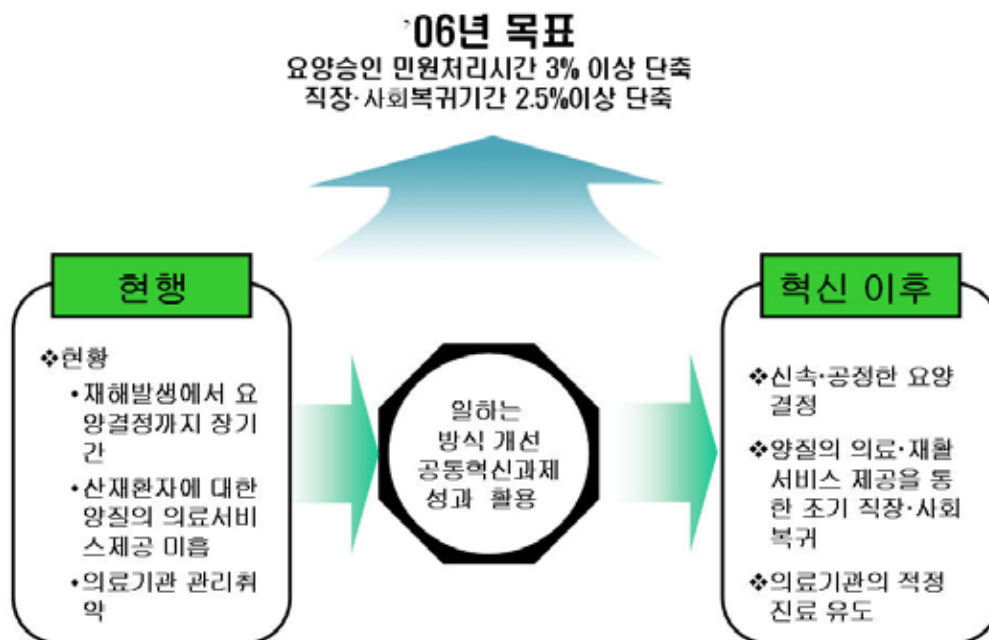 '06년 목표
요양승인 민원처리시간 3% 이상 단축
직장·사회복귀기간 2.5%이상 단축
현행
❖현황
•재해발생에서 요
양결정까지 장기
간
•산재환자에 대한
양질의 의료서비
스제공 미흡
•의료기관 관리취
약
일하는
방식 개선
공동혁신과제
성과 활용
혁신 이후
❖신속·공정한 요양
결정
❖양질의 의료·재활
서비스 제공을 통
한 조기 직장·사회
복귀
❖의료기관의 적정
진료 유도